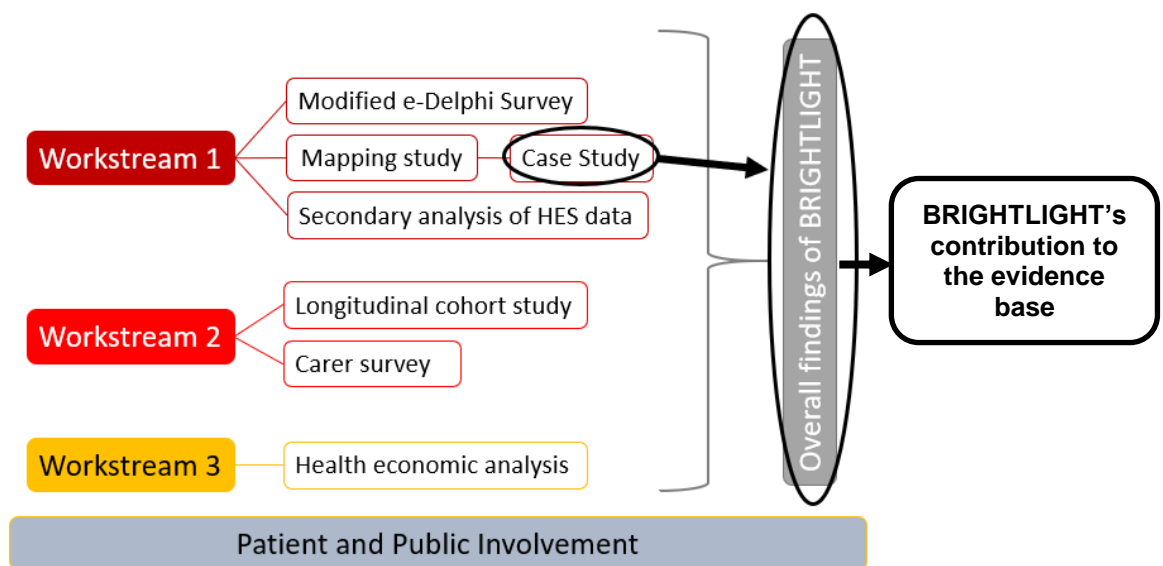 Workstream 1
Modified e-Delphi Survey
Mapping study
Case Study
Secondary analysis of HES data
Workstream 2
Longitudinal cohort study
Carer survey
Workstream 3
Health economic analysis
Overall findings of BRIGHTLIGHT
BRIGHTLIGHT’s
contribution to
the evidence
base
Patient and Public Involvement